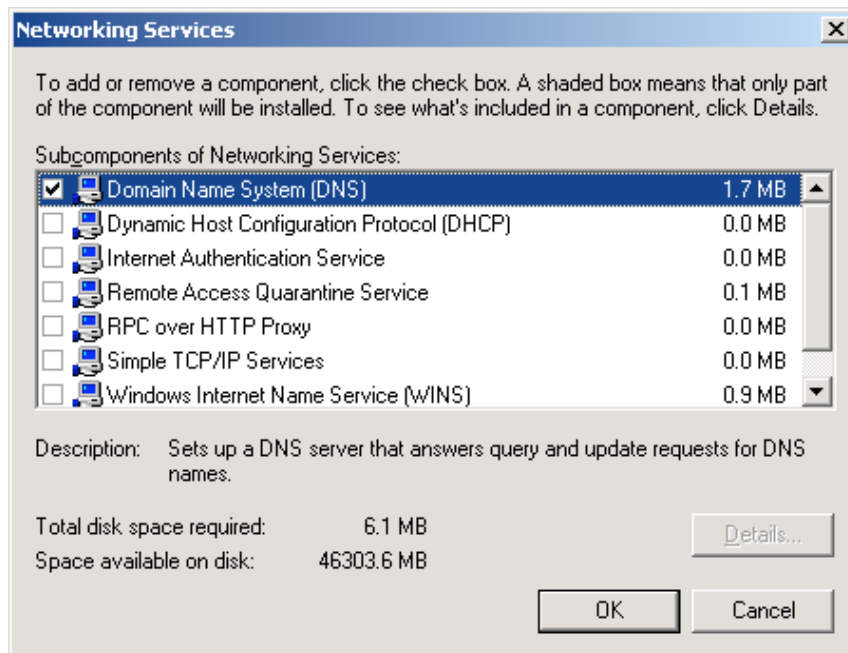 Networking Services
To add or remove a component, click the check box. A shaded box means that only part
of the component will be installed. To see what's included in a component, click Details.
Subcomponents of Networking Services:
Domain Name System (DNS) 1.7 MB
Dynamic Host Configuration Protocol (DHCP) 0.0 MB
Internet Authentication Service 0.0 MB
Remote Access Quarantine Service 0.1 MB
RPC over HTTP Proxy 0.0 MB
Simple TCP/IP Services 0.0 MB
Windows Internet Name Service (WINS) 0.9 MB
Description: Sets up a DNS server that answers query and update requests for DNS
names.
Total disk space required: 6.1 MB
Space available on disk: 46303.6 MB
Details...
OK Cancel